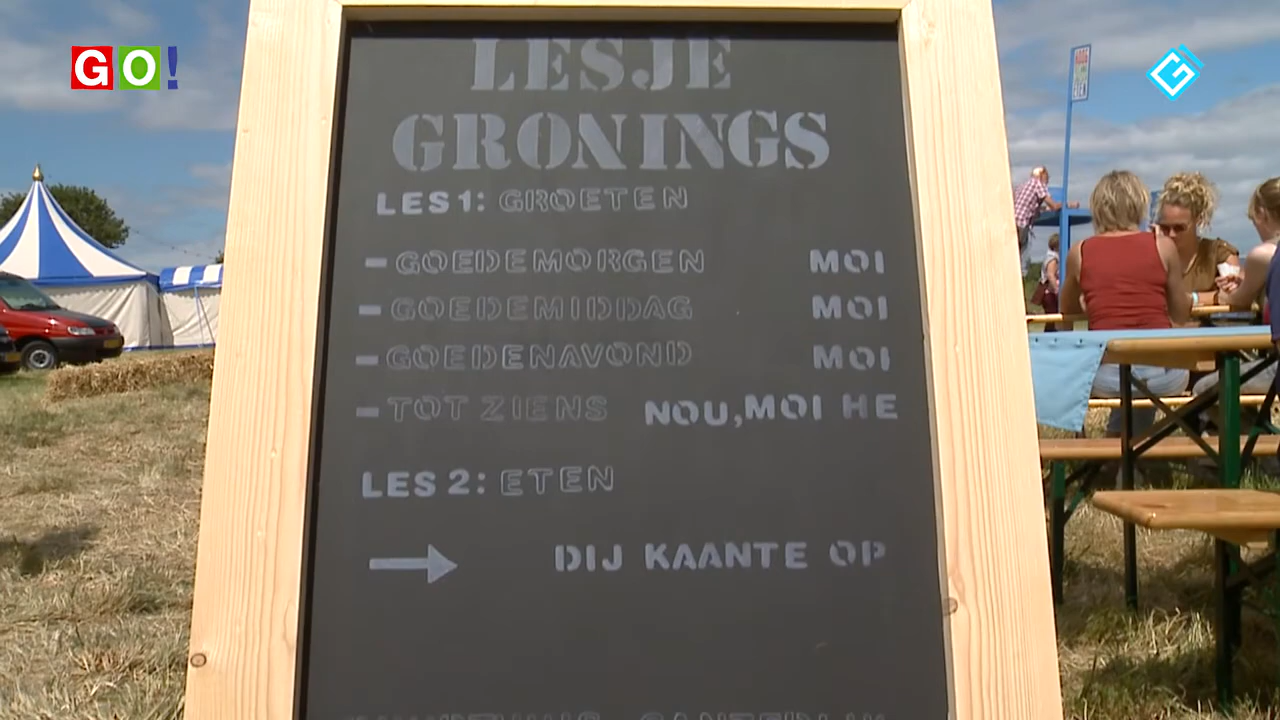 GO!
LESJE
GRONINGS
LES 1: GROETEN
- GOEDEMORGEN MOI
- GOEDEMIDDAG MOI
- GOEDENAVOND MOI
- TOT ZIENS NOU, MOI HE
LES 2: ETEN
→ DIJ KAANTE OP